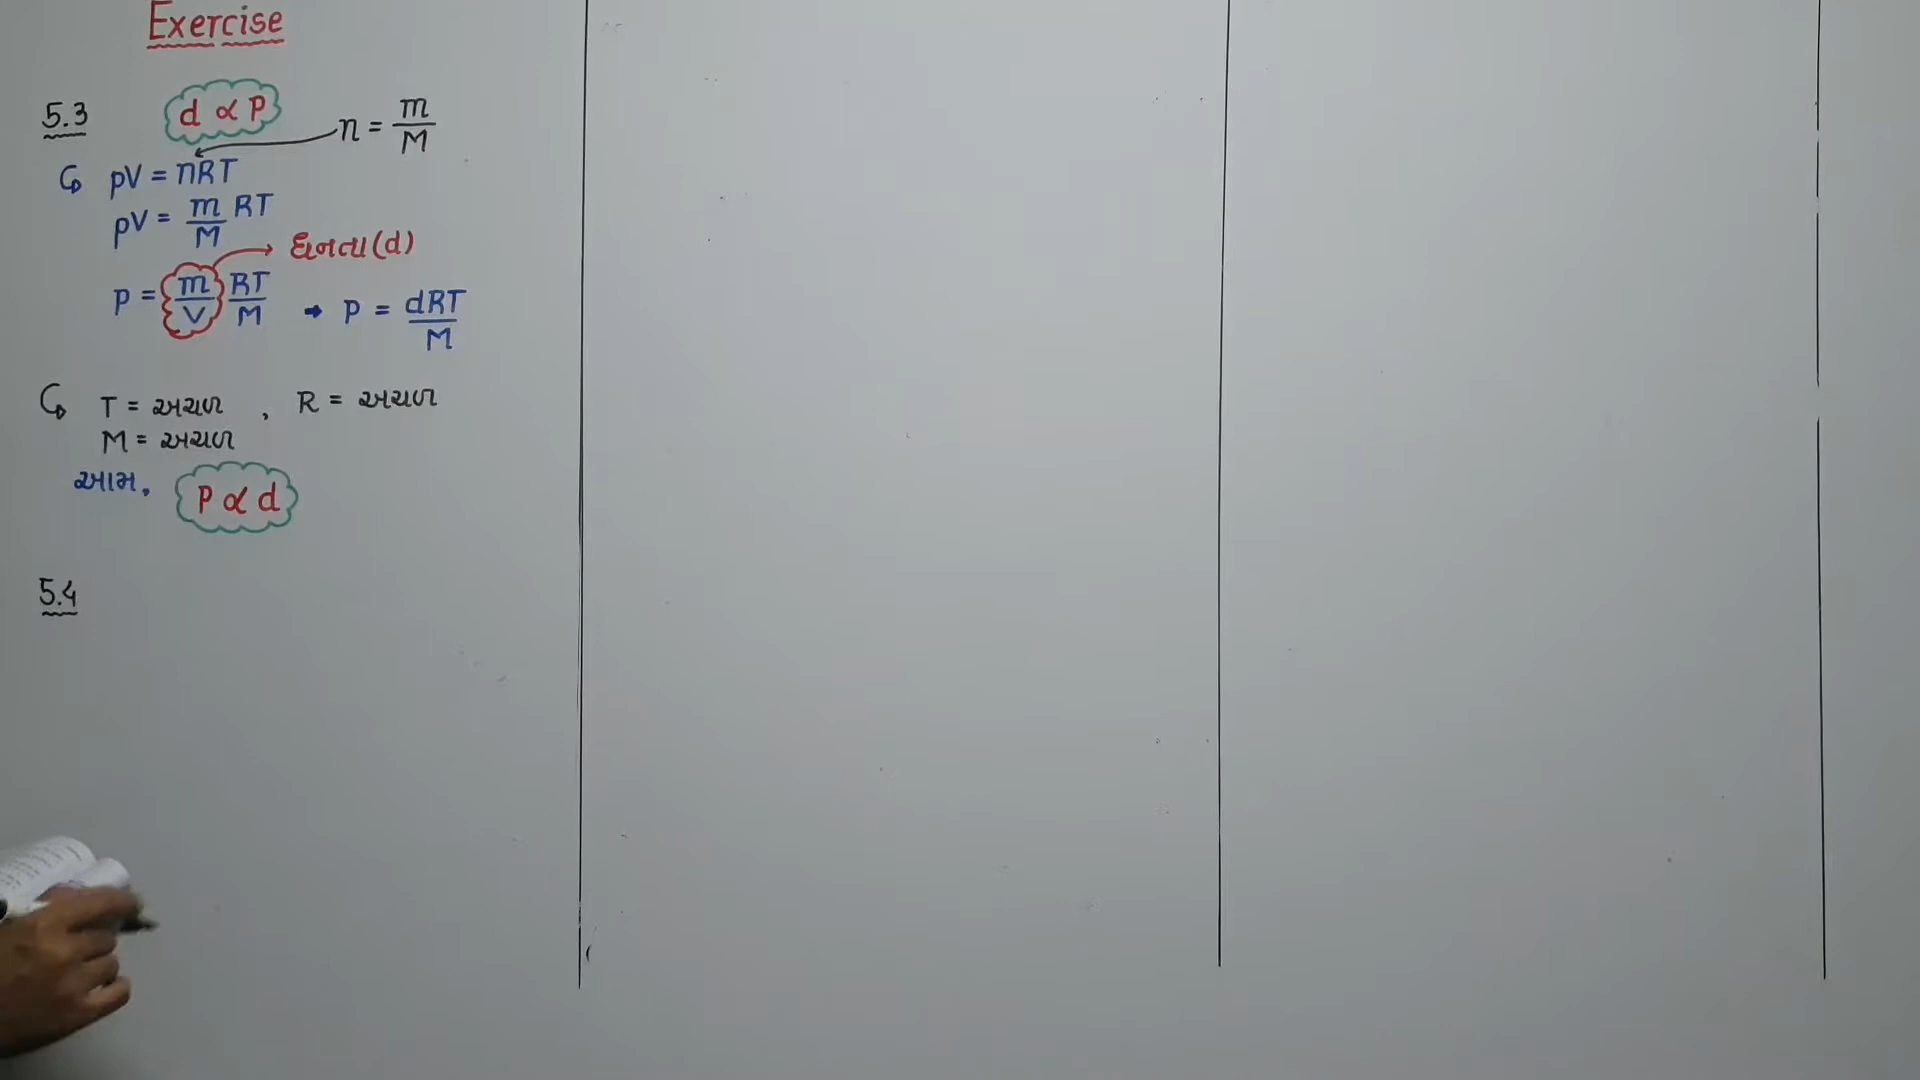 Exercise
5.3 d ∝ P n = m/M
pV = nRT
pV = m/M RT
ઘનતા (d)
P = m/V RT/M → P = dRT/M
T = અચળ , R = અચળ
M = અચળ
આમ, P ∝ d
5.4